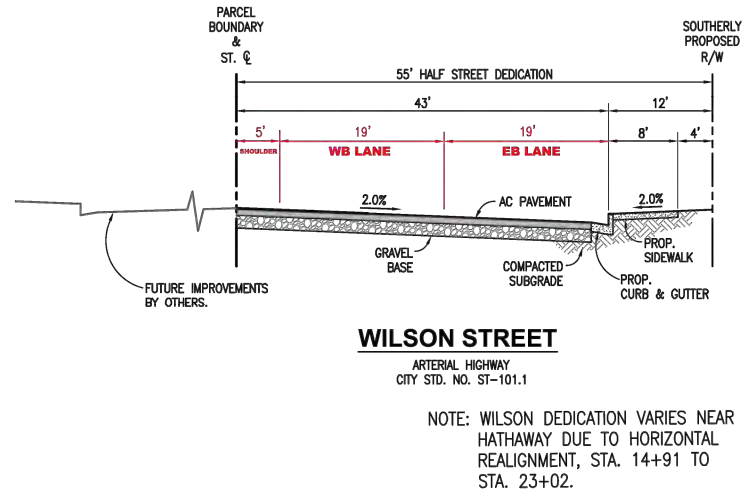 PARCEL
BOUNDARY
&
ST. ℄
SOUTHERLY
PROPOSED
R/W
55' HALF STREET DEDICATION
43'
12'
5'
19'
19'
8'
4'
SHOULDER
WB LANE
EB LANE
2.0%
AC PAVEMENT
2.0%
GRAVEL
BASE
COMPACTED
SUBGRADE
PROP.
SIDEWALK
PROP.
CURB & GUTTER
FUTURE IMPROVEMENTS
BY OTHERS.
WILSON STREET
ARTERIAL HIGHWAY
CITY STD. NO. ST-101.1
NOTE: WILSON DEDICATION VARIES NEAR
HATHAWAY DUE TO HORIZONTAL
REALIGNMENT, STA. 14+91 TO
STA. 23+02.